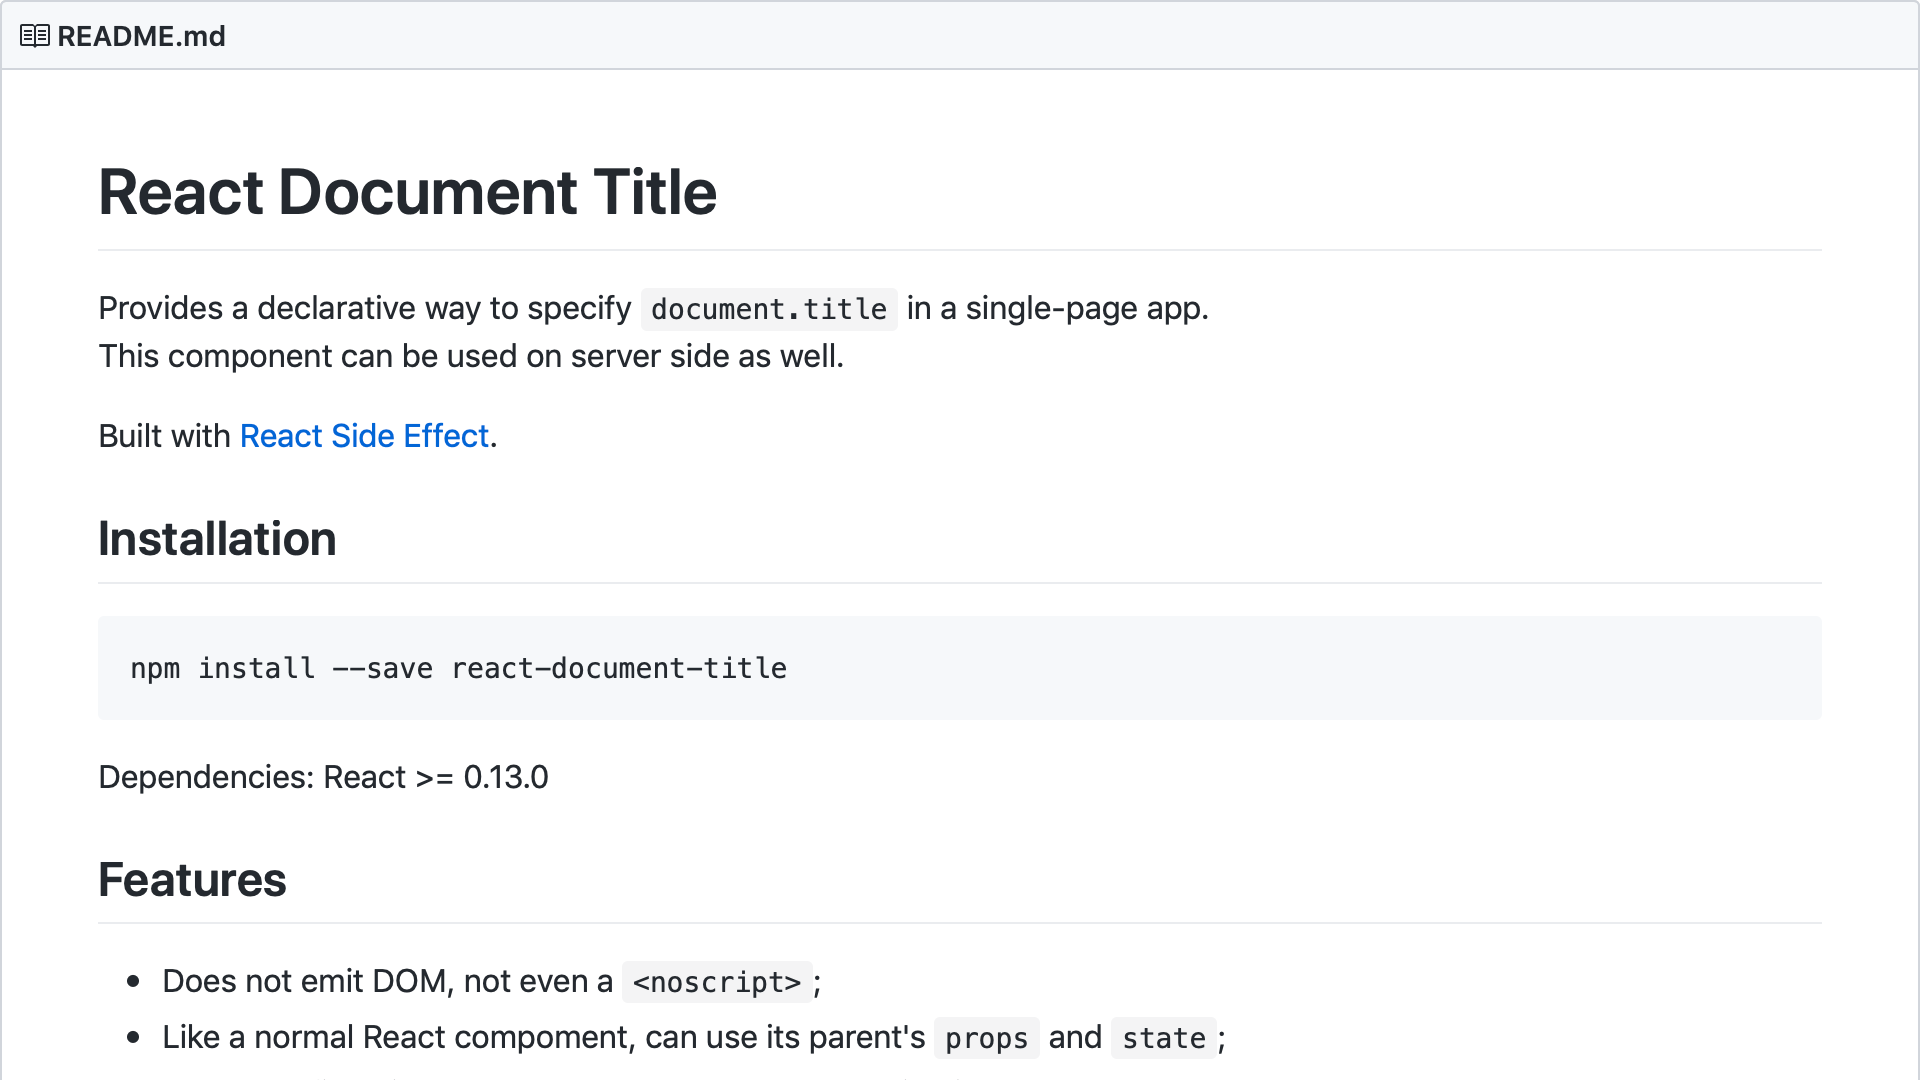 README.md
React Document Title
Provides a declarative way to specify document.title in a single-page app.
This component can be used on server side as well.
Built with React Side Effect.
Installation
npm install --save react-document-title
Dependencies: React >= 0.13.0
Features
• Does not emit DOM, not even a <noscript>;
• Like a normal React compoment, can use its parent's props and state;